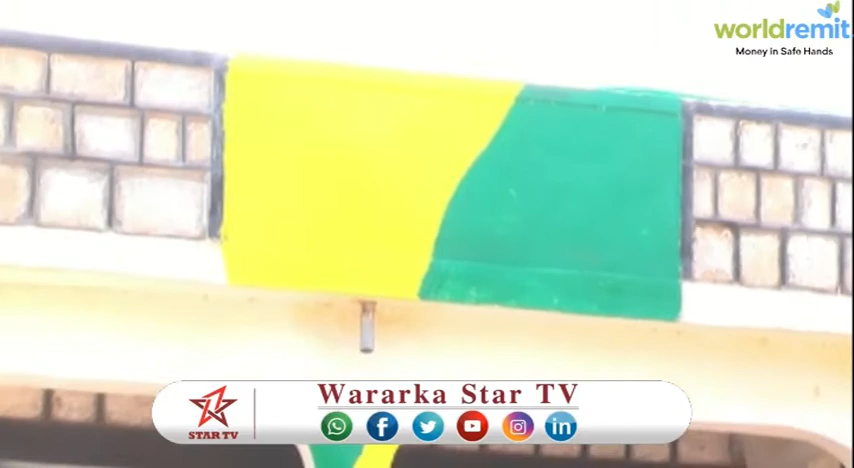 worldremit
Money in Safe Hands
Wararka Star TV
STAR TV